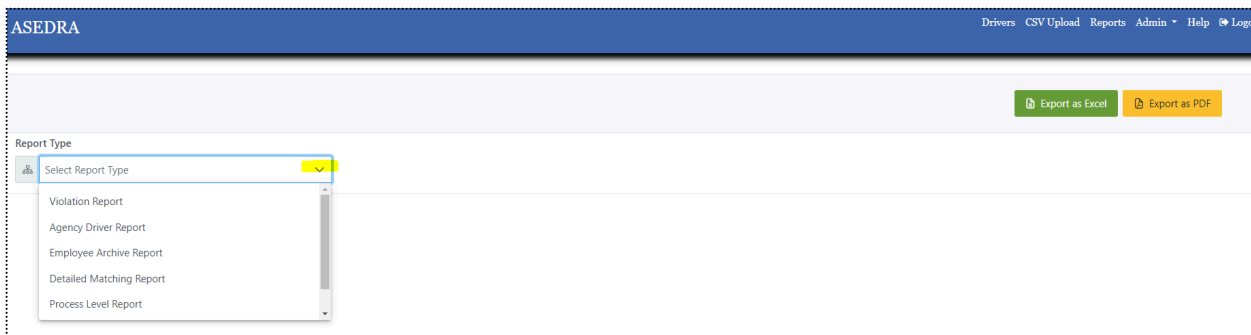 ASEDRA
Drivers CSV Upload Reports Admin Help
Export as Excel Export as PDF
Report Type
Select Report Type
Violation Report
Agency Driver Report
Employee Archive Report
Detailed Matching Report
Process Level Report